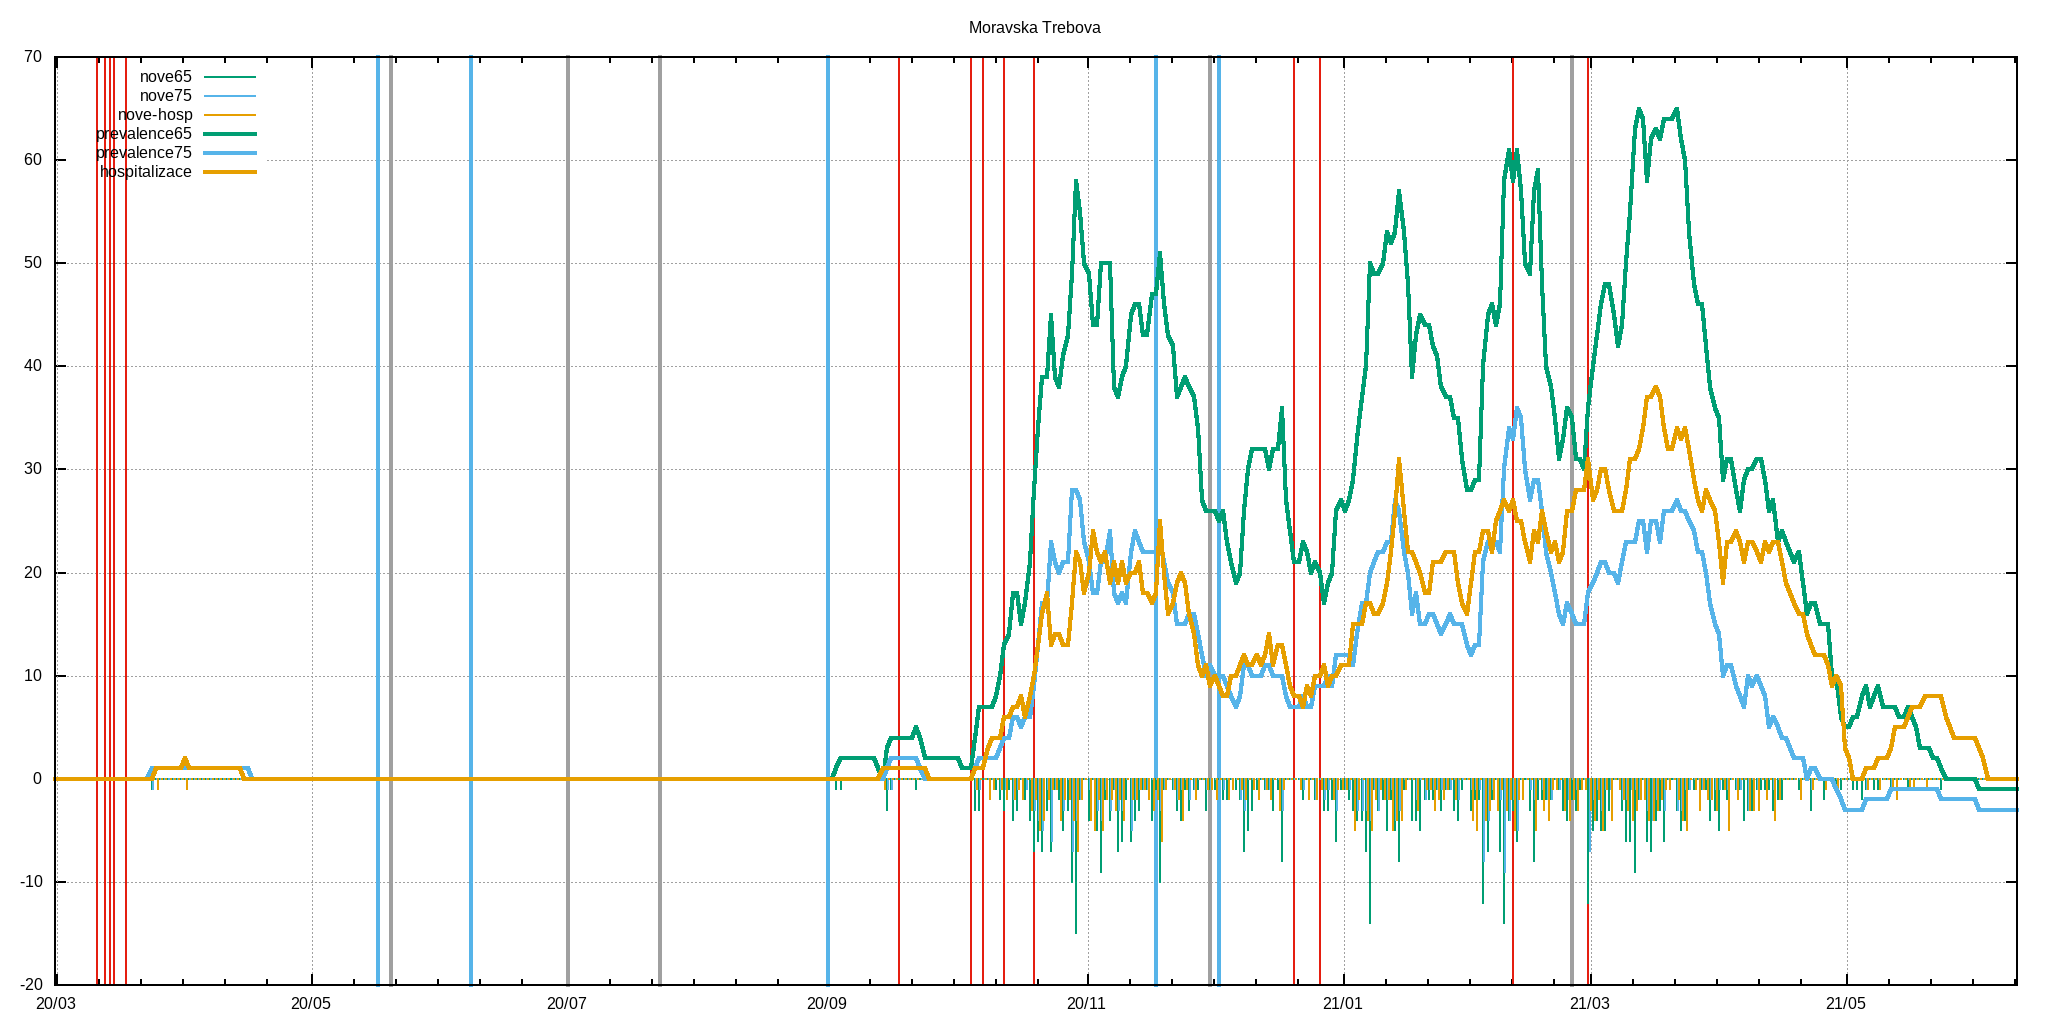 Moravska Trebova
70
60
50
40
30
20
10
0
-10
-20
nove65
nove75
nove-hosp
prevalence65
prevalence75
hospitalizace
20/03 20/05 20/07 20/09 20/11 21/01 21/03 21/05